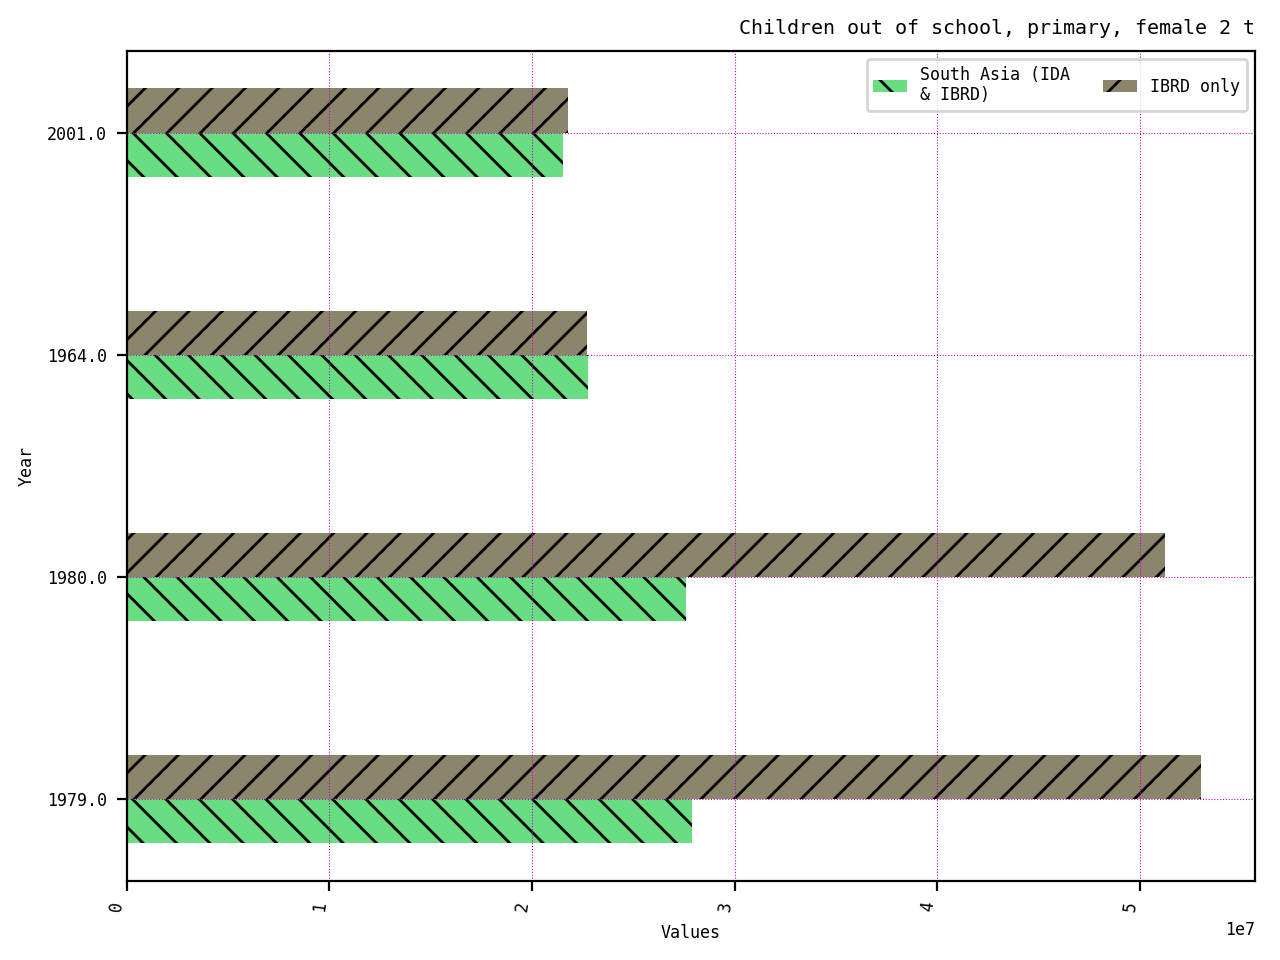 Children out of school, primary, female 2 t
South Asia (IDA
& IBRD)
IBRD only
2001.0
1964.0
1980.0
1979.0
Year
0
1
2
3
4
5
1e7
Values